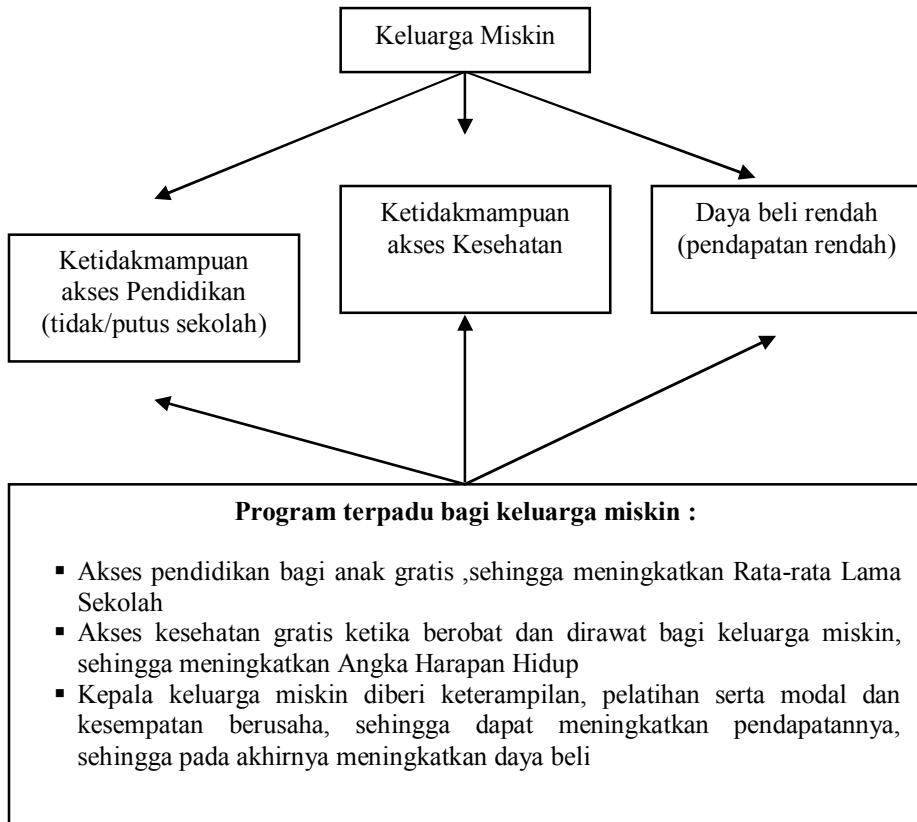 Keluarga Miskin
Ketidakmampuan
akses Pendidikan
(tidak/putus sekolah)
Ketidakmampuan
akses Kesehatan
Daya beli rendah
(pendapatan rendah)
Program terpadu bagi keluarga miskin :
▪ Akses pendidikan bagi anak gratis ,sehingga meningkatkan Rata-rata Lama
Sekolah
▪ Akses kesehatan gratis ketika berobat dan dirawat bagi keluarga miskin,
sehingga meningkatkan Angka Harapan Hidup
▪ Kepala keluarga miskin diberi keterampilan, pelatihan serta modal dan
kesempatan berusaha, sehingga dapat meningkatkan pendapatannya,
sehingga pada akhirnya meningkatkan daya beli